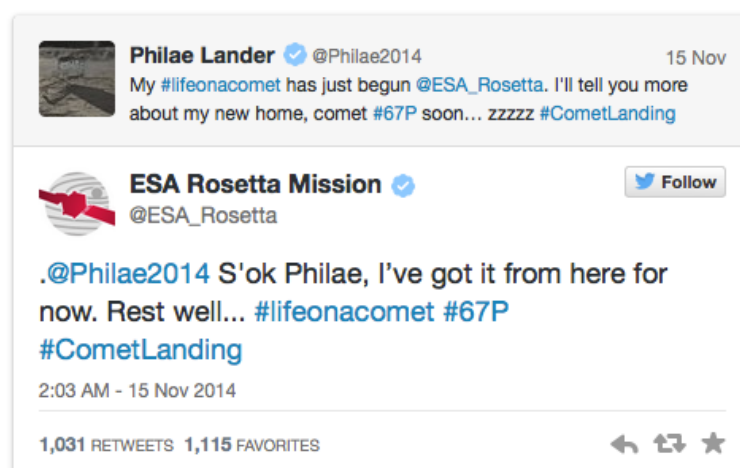 Philae Lander @Philae2014 15 Nov
My #lifeonacomet has just begun @ESA_Rosetta. I'll tell you more
about my new home, comet #67P soon... zzzzz #CometLanding
ESA Rosetta Mission Follow
@ESA_Rosetta
.@Philae2014 S'ok Philae, I’ve got it from here for
now. Rest well... #lifeonacomet #67P
#CometLanding
2:03 AM - 15 Nov 2014
1,031 RETWEETS 1,115 FAVORITES